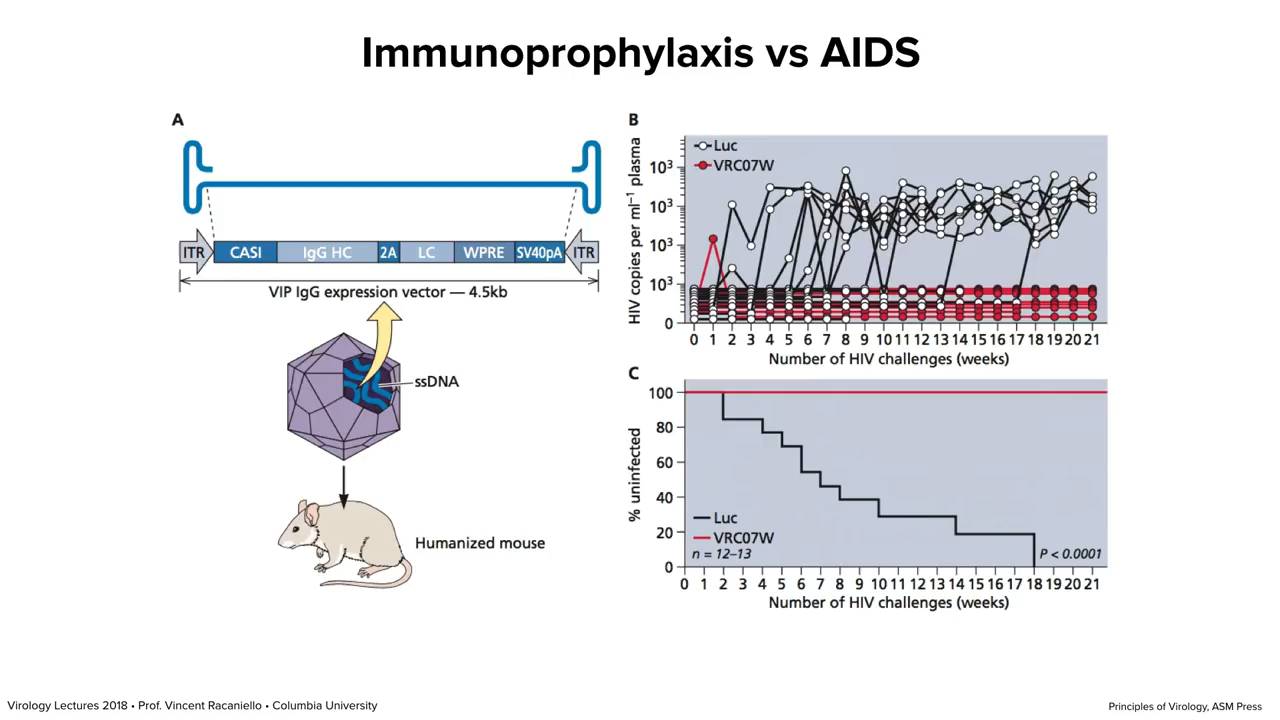 Immunoprophylaxis vs AIDS
A
ITR CASI IgG HC 2A LC WPRE SV40pA ITR
VIP IgG expression vector — 4.5kb
ssDNA
Humanized mouse
B
Luc
VRC07W
HIV copies per ml⁻¹ plasma
10³
10³
10³
10³
0
0 1 2 3 4 5 6 7 8 9 10 11 12 13 14 15 16 17 18 19 20 21
Number of HIV challenges (weeks)
C
% uninfected
100
80
60
40
20
0
Luc
VRC07W
n = 12–13
P < 0.0001
0 1 2 3 4 5 6 7 8 9 10 11 12 13 14 15 16 17 18 19 20 21
Number of HIV challenges (weeks)
Virology Lectures 2018 • Prof. Vincent Racaniello • Columbia University
Principles of Virology, ASM Press